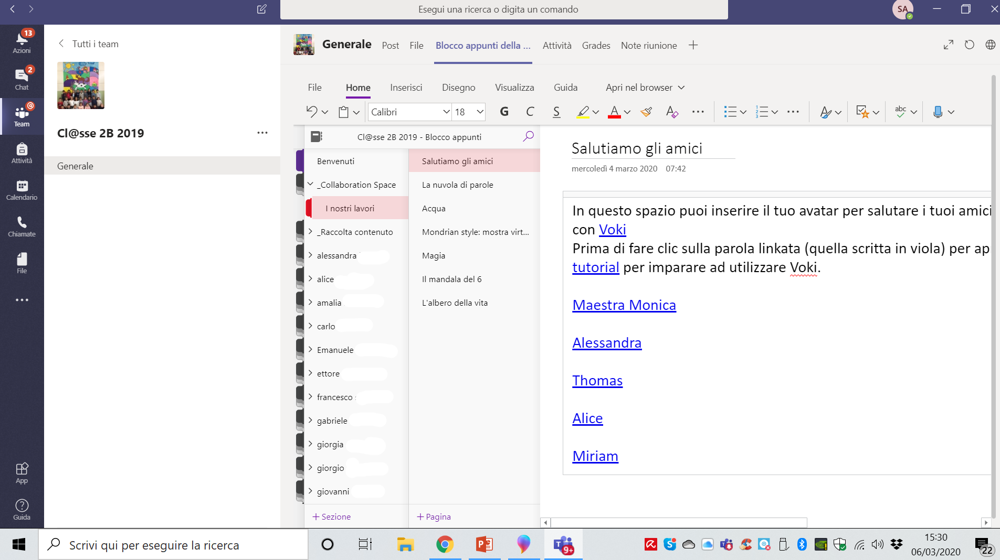 Esegui una ricerca o digita un comando
SA
13
Azioni
2
Chat
@
Team
Attività
Calendario
Chiamate
File
App
Guida
Tutti i team
Cl@sse 2B 2019
Generale
Generale Post File Blocco appunti della ... Attività Grades Note riunione
File Home Inserisci Disegno Visualizza Guida Apri nel browser
Calibri 18 G C S A A abc
Cl@sse 2B 2019 - Blocco appunti
Benvenuti
_Collaboration Space
I nostri lavori
_Raccolta contenuto
alessandra
alice
amalia
carlo
Emanuele
ettore
francesco
gabriele
giorgia
giorgio
giovanni
+ Sezione
Salutiamo gli amici
La nuvola di parole
Acqua
Mondrian style: mostra virt...
Magia
Il mandala del 6
L'albero della vita
+ Pagina
Salutiamo gli amici
mercoledì 4 marzo 2020 07:42
In questo spazio puoi inserire il tuo avatar per salutare i tuoi amici
con Voki
Prima di fare clic sulla parola linkata (quella scritta in viola) per ap
tutorial per imparare ad utilizzare Voki.
Maestra Monica
Alessandra
Thomas
Alice
Miriam
Scrivi qui per eseguire la ricerca
9+
15:30
06/03/2020
22